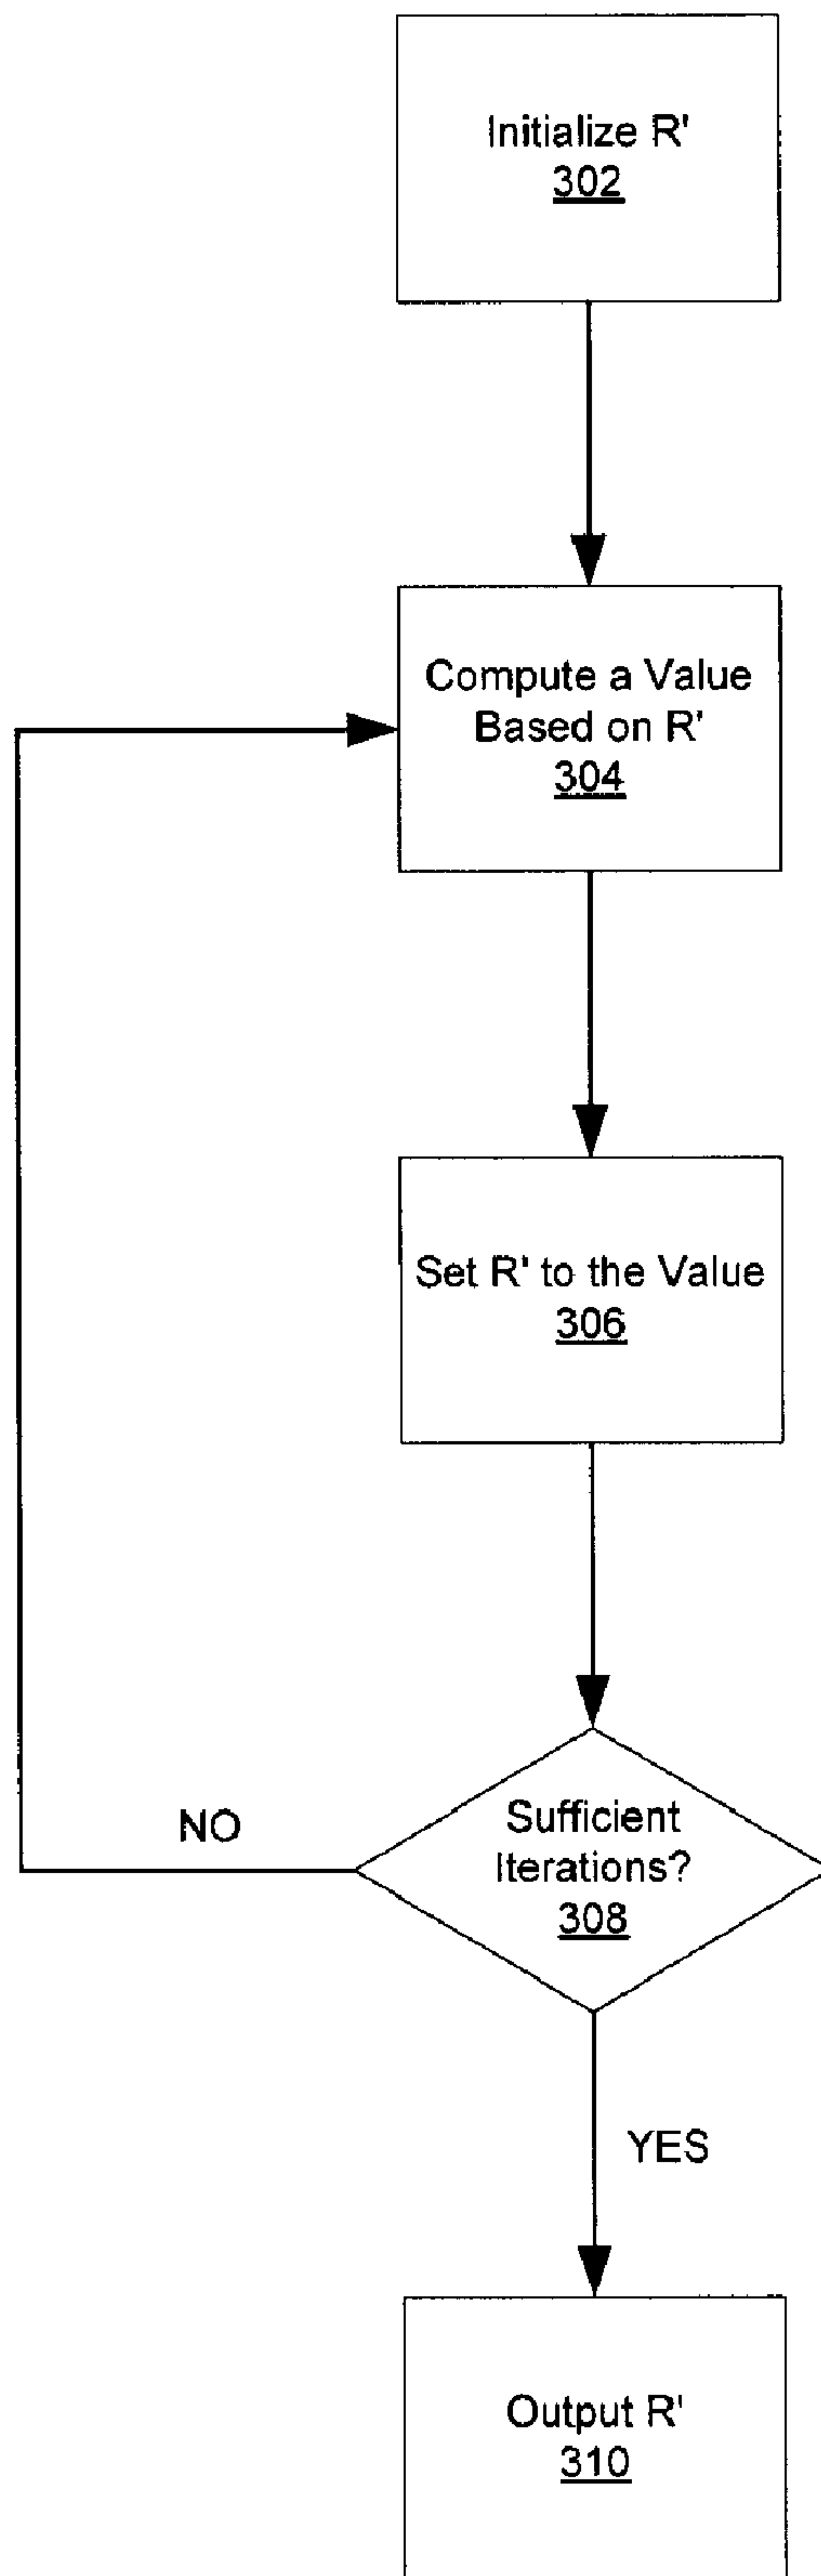 Initialize R'
302
Compute a Value
Based on R'
304
Set R' to the Value
306
NO
Sufficient
Iterations?
308
YES
Output R'
310